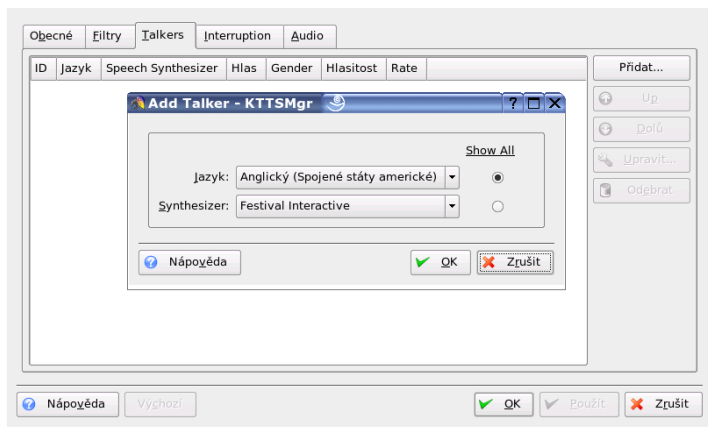 Obecné Filtry Talkers Interruption Audio
ID Jazyk Speech Synthesizer Hlas Gender Hlasitost Rate
Přidat...
Up
Dolů
Upravit...
Odebrat
Add Talker - KTTSMgr
Show All
Jazyk: Anglický (Spojené státy americké)
Synthesizer: Festival Interactive
Nápověda OK Zrušit
Nápověda Výchozí OK Použít Zrušit